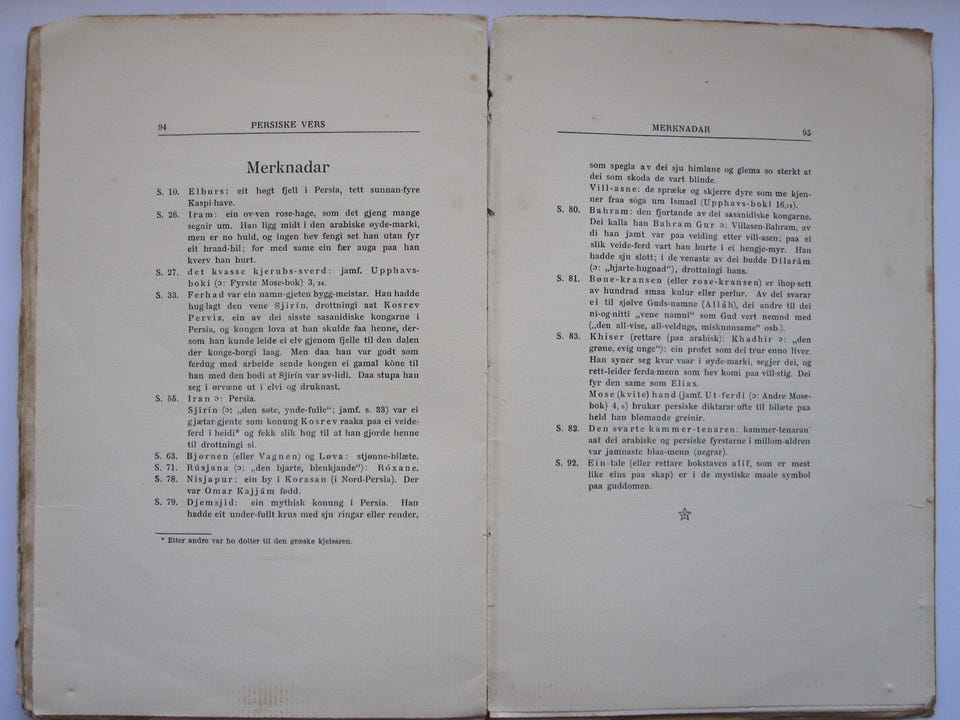 94
PERSISKE VERS
Merknadar
S. 10. Elburs: eit høgt fjell i Persia, tett sunnan-fyre
Kaspi-have.
S. 26. Iram: ein ov-ven rose-hage, som det gjeng mange
segnir um. Han ligg midt i den arabiske øyde-marki,
men er no huld, og ingen hev fengi set han utan fyr
eit braad-bil; for med same ein fær auga paa han
kverv han burt.
S. 27. det kvasse kjerubs-sverd: jamf. Upphavs-
boki (ɔ: Fyrste Mose-bok) 3, 24.
S. 33. Ferhad var ein namn-gjeten bygg-meistar. Han hadde
hug-lagt den vene Sjirín, drottningi aat Kosrev
Perviz, ein av dei sisste sasanidiske kongarne i
Persia, og kongen lova at han skulde faa henne, der-
som han kunde leide ei elv gjenom fjelle til den dalen
der konge-borgi laag. Men daa han var godt som
ferdug med arbeide sende kongen ei gamal kône til
han med den bodi at Sjirín var av-lidi. Daa stupa han
seg i ørvæne ut i elvi og druknast.
S. 55. Iran ɔ: Persia.
Sjirín (ɔ: „den søte, ynde-fulle“; jamf. s. 33) var ei
gjætar-gjente som konung Kosrev raaka paa ei veide-
ferd i heidi* og fekk slik hug til at han gjorde henne
til drottningi si.
S. 63. Bjørnen (eller Vagnen) og Løva: stjønne-bilæte.
S. 71. Rúsjana (ɔ: „den bjarte, blenkjande“): Róxane.
S. 78. Nisjapur: ein by i Korasan (i Nord-Persia). Der
var Omar Kajjám fødd.
S. 79. Djemsjid: ein mythisk konung i Persia. Han
hadde eit under-fullt krus med sju ringar eller render,
* Etter andre var ho dotter til den græske kjeisaren.
MERKNADAR
95
som spegla av dei sju himlane og glema so sterkt at
dei som skoda de vart blinde.
Vill-asne: de spræke og skjerre dyre som me kjen-
ner fraa sòga um Ismael (Upphavs-boki 16,12).
S. 80. Bahram: den fjortande av dei sasanidiske kongarne.
Dei kalla han Bahram Gur ɔ: Villasen-Bahram, av
di han jamt var paa veiding etter vill-asen; paa ei
slik veide-ferd vart han burte i ei hengje-myr. Han
hadde sju slott; i de venaste av dei budde Dilarám
(ɔ: „hjarte-hugnad“), drottningi hans.
S. 81. Bøne-kransen (eller rose-kransen) er ihop-sett
av hundrad smaa kulur eller perlur. Av dei svarar
ei til sjølve Guds-namne (Alláh), dei andre til dei
ni-og-nitti „vene namni“ som Gud vert nemnd med
(„den all-vise, all-velduge, miskunnsame“ osb.).
S. 83. Khiser (rettare (paa arabisk): Khadhir ɔ: „den
grøne, evig unge“): ein profet som dei trur enno liver.
Han syner seg kvar vaar i øyde-marki, segjer dei, og
rett-leider ferda-menn som hev komi paa vill-stig. Dei
fyr den same som Elias.
Mose (kvite) hand (jamf. Ut-ferdi (ɔ: Andre Mose-
bok) 4, 6) brukar persiske diktarar ofte til bilæte paa
held han blømande greinir.
S. 82. Den svarte kammer-tenaren: kammer-tenaran
aat dei arabiske og persiske fyrstarne i millom-aldren
var jamnaste blaa-menn (negrar).
S. 92. Ein-tale (eller rettare bokstaven alif, som er mest
like eins paa skap) er i de mystiske maale symbol
paa guddomen.